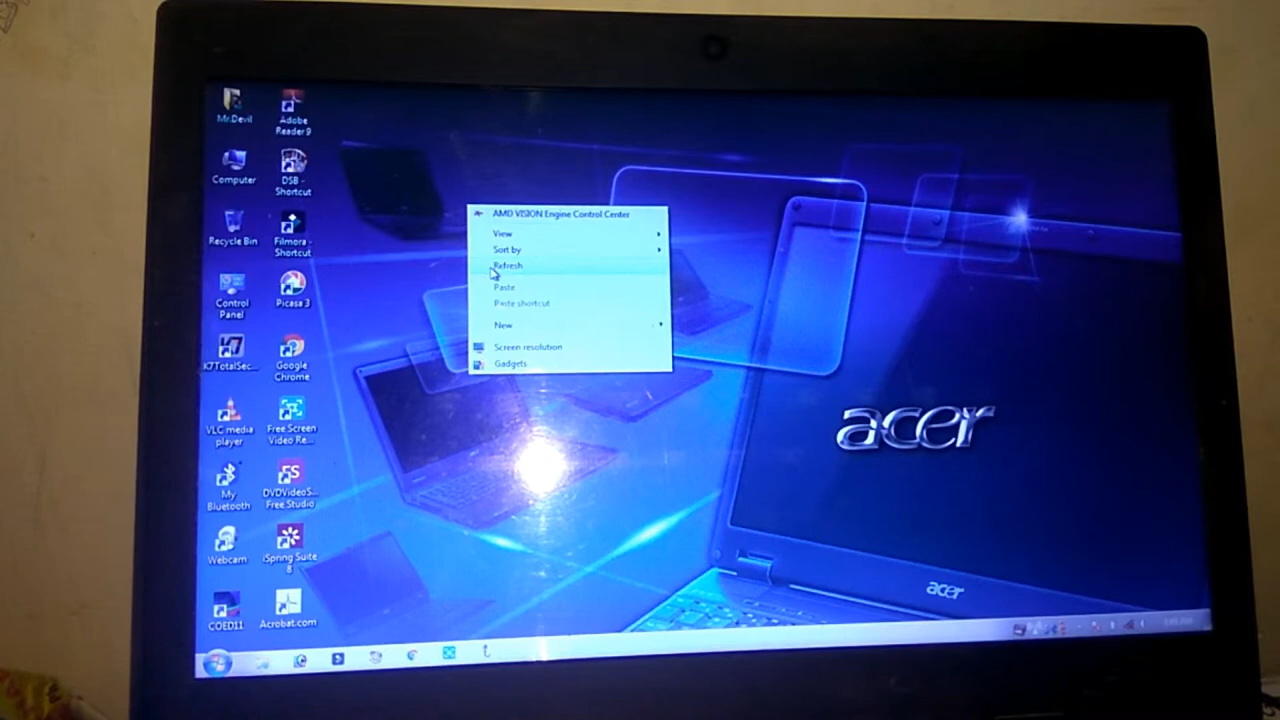 Mr.Devil
Adobe
Reader 9
Computer
DSB -
Shortcut
Recycle Bin
Filmora -
Shortcut
Control
Panel
Picasa 3
K7TotalSec...
Google
Chrome
VLC media
player
Free Screen
Video Re...
My
Bluetooth
DVDVideoS...
Free Studio
Webcam
iSpring Suite
8
COED11
Acrobat.com
AMD VISION Engine Control Center
View
Sort by
Refresh
Paste
Paste shortcut
New
Screen resolution
Gadgets
acer
acer